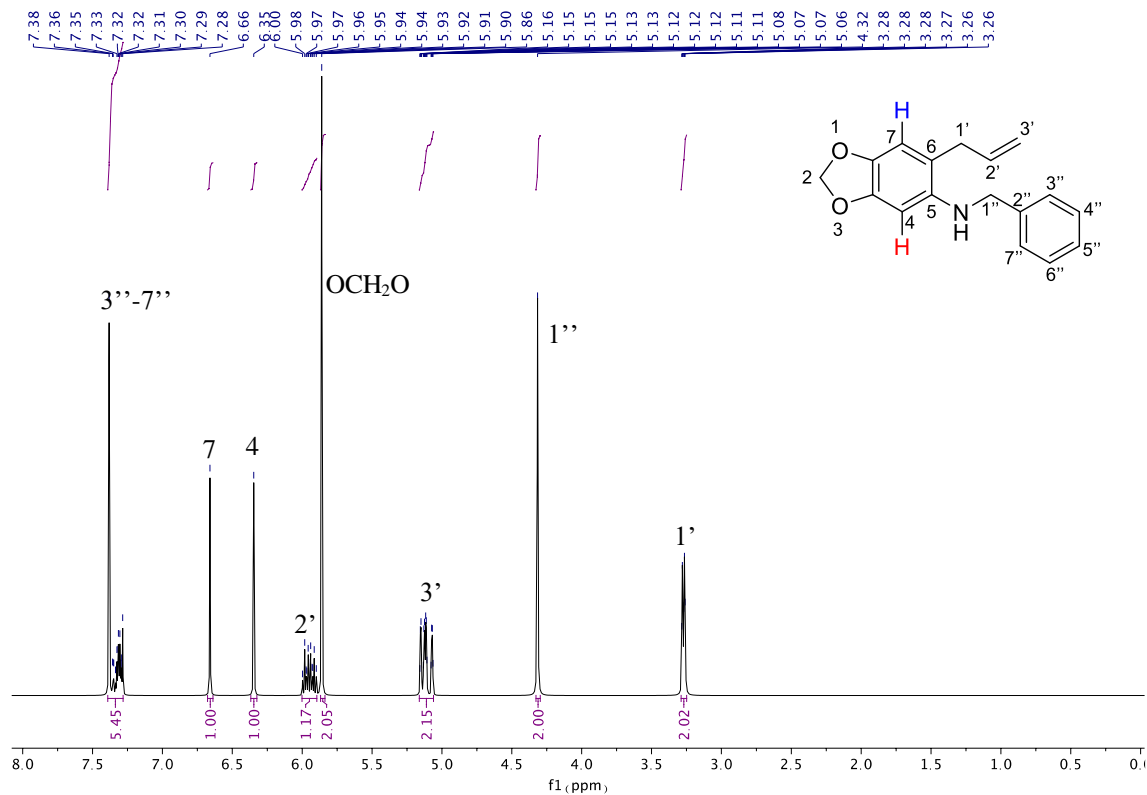 7.38 7.36 7.35 7.33 7.32 7.32 7.31 7.30 7.29 7.28 6.66 6.35 6.00 5.98 5.97 5.97 5.96 5.95 5.94 5.94 5.93 5.92 5.91 5.90 5.86 5.16 5.15 5.15 5.15 5.13 5.13 5.12 5.12 5.12 5.11 5.11 5.08 5.07 5.07 5.06 4.32 3.28 3.28 3.28 3.27 3.26 3.26
H
1 7 1' 3'
O 6
2 2'
O 3''
3 4 5 N 1'' 2'' 4''
H H 7'' 5''
6''
OCH₂O
3’’-7’’
1’’
7 4
1’
3’
2’
5.45 1.00 1.00 1.17 2.05 2.15 2.00 2.02
8.0 7.5 7.0 6.5 6.0 5.5 5.0 4.5 4.0 3.5 3.0 2.5 2.0 1.5 1.0 0.5
f1 (ppm)